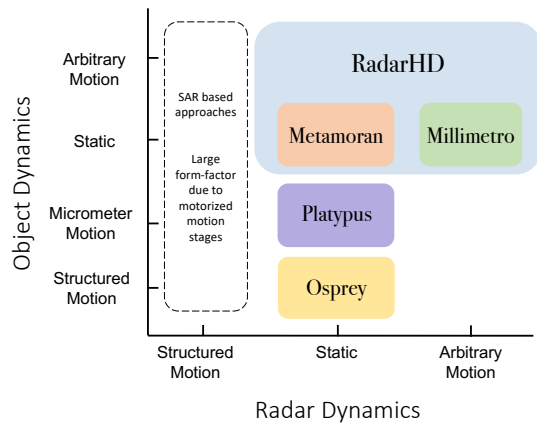 Object Dynamics
Arbitrary
Motion
Static
Micrometer
Motion
Structured
Motion
SAR based
approaches
Large
form-factor
due to
motorized
motion
stages
RadarHD
Metamoran
Millimetro
Platypus
Osprey
Structured
Motion
Static
Arbitrary
Motion
Radar Dynamics